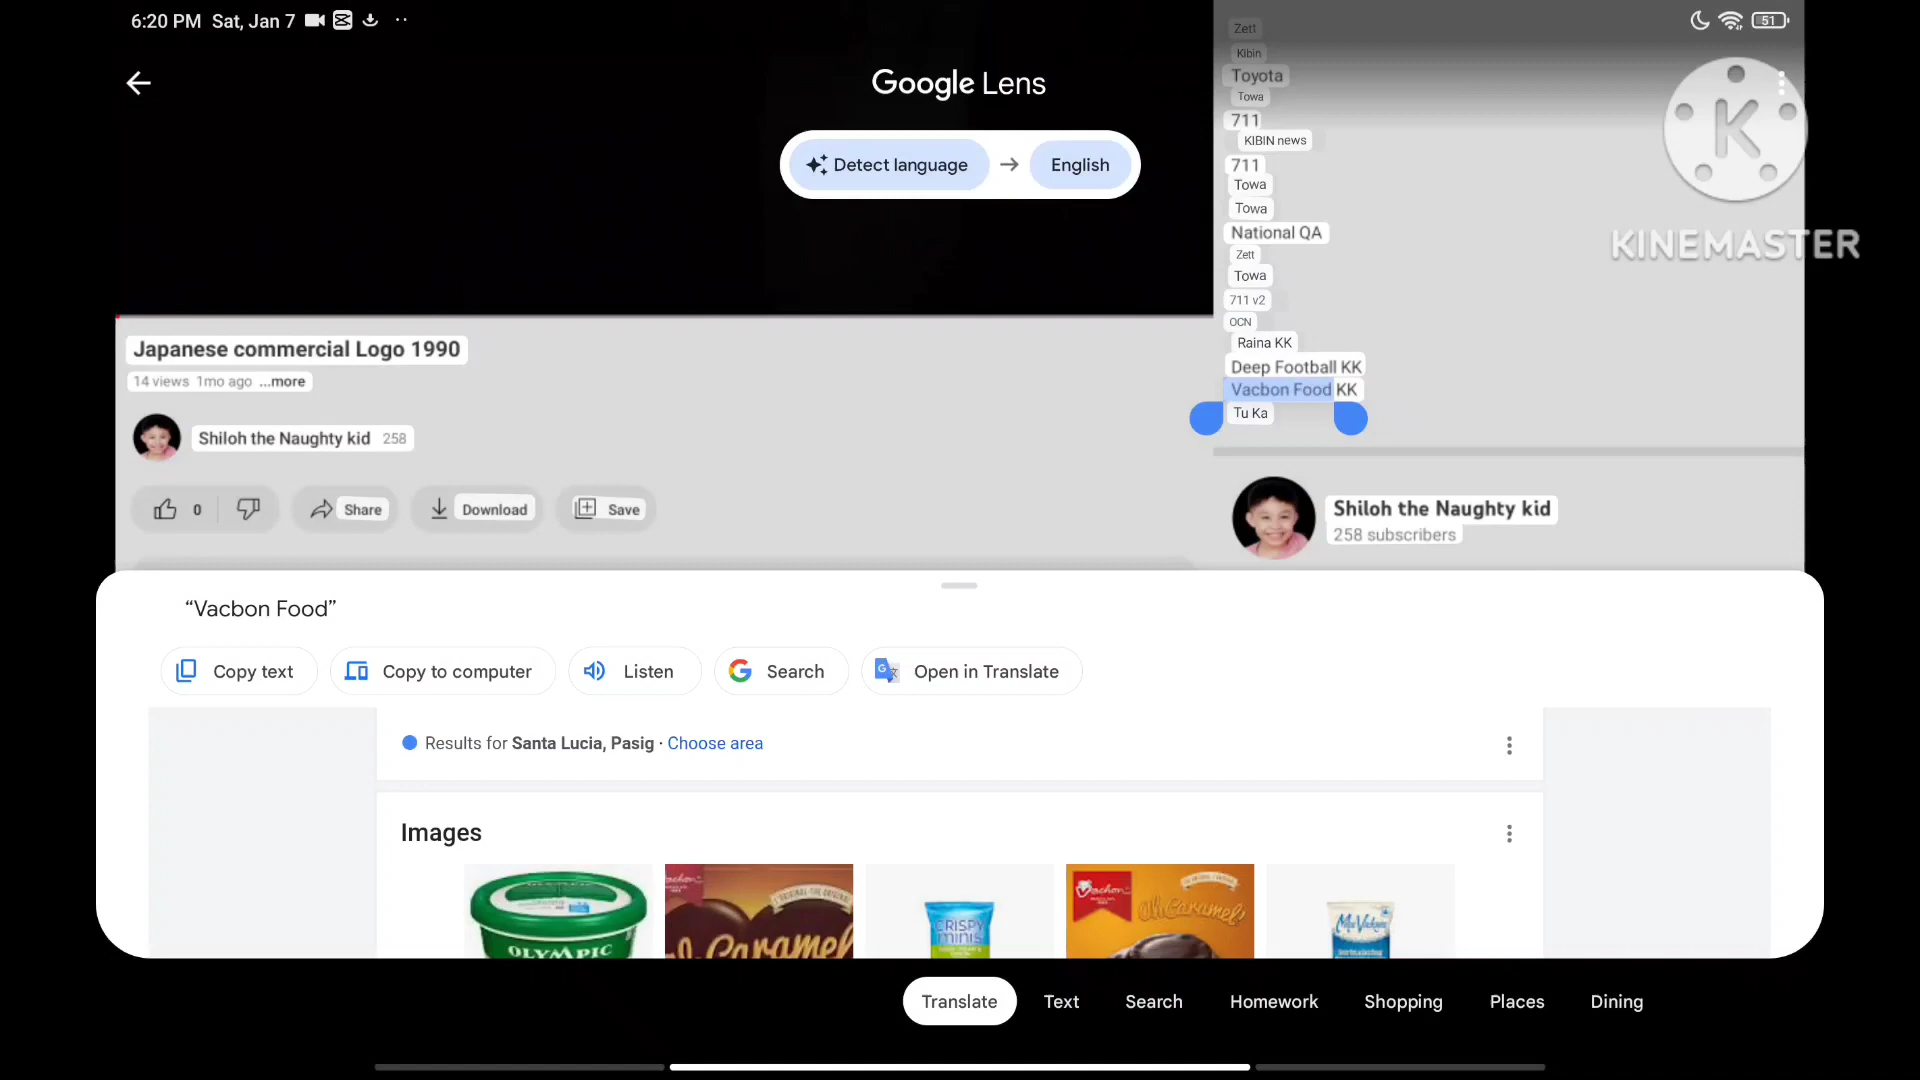 6:20 PM Sat, Jan 7
51
Google Lens
Detect language → English
Zett
Kibin
Toyota
Towa
711
KIBIN news
711
Towa
Towa
National QA
Zett
Towa
711 v2
OCN
Raina KK
Deep Football KK
Vacbon Food KK
Tu Ka
K
KINEMASTER
Japanese commercial Logo 1990
14 views 1mo ago ...more
Shiloh the Naughty kid 258
0 Share Download Save
Shiloh the Naughty kid
258 subscribers
“Vacbon Food”
Copy text Copy to computer Listen Search Open in Translate
Results for Santa Lucia, Pasig · Choose area
Images
OLYMPIC
Caramel
CRISPY
MINIS
Vachon
Ah Caramel!
Miss Vickie's
Translate Text Search Homework Shopping Places Dining